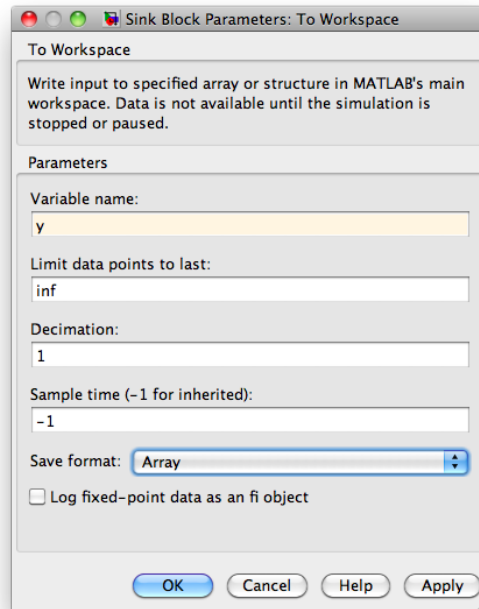 Sink Block Parameters: To Workspace
To Workspace
Write input to specified array or structure in MATLAB's main
workspace. Data is not available until the simulation is
stopped or paused.
Parameters
Variable name:
y
Limit data points to last:
inf
Decimation:
1
Sample time (-1 for inherited):
-1
Save format: Array
Log fixed-point data as an fi object
OK Cancel Help Apply